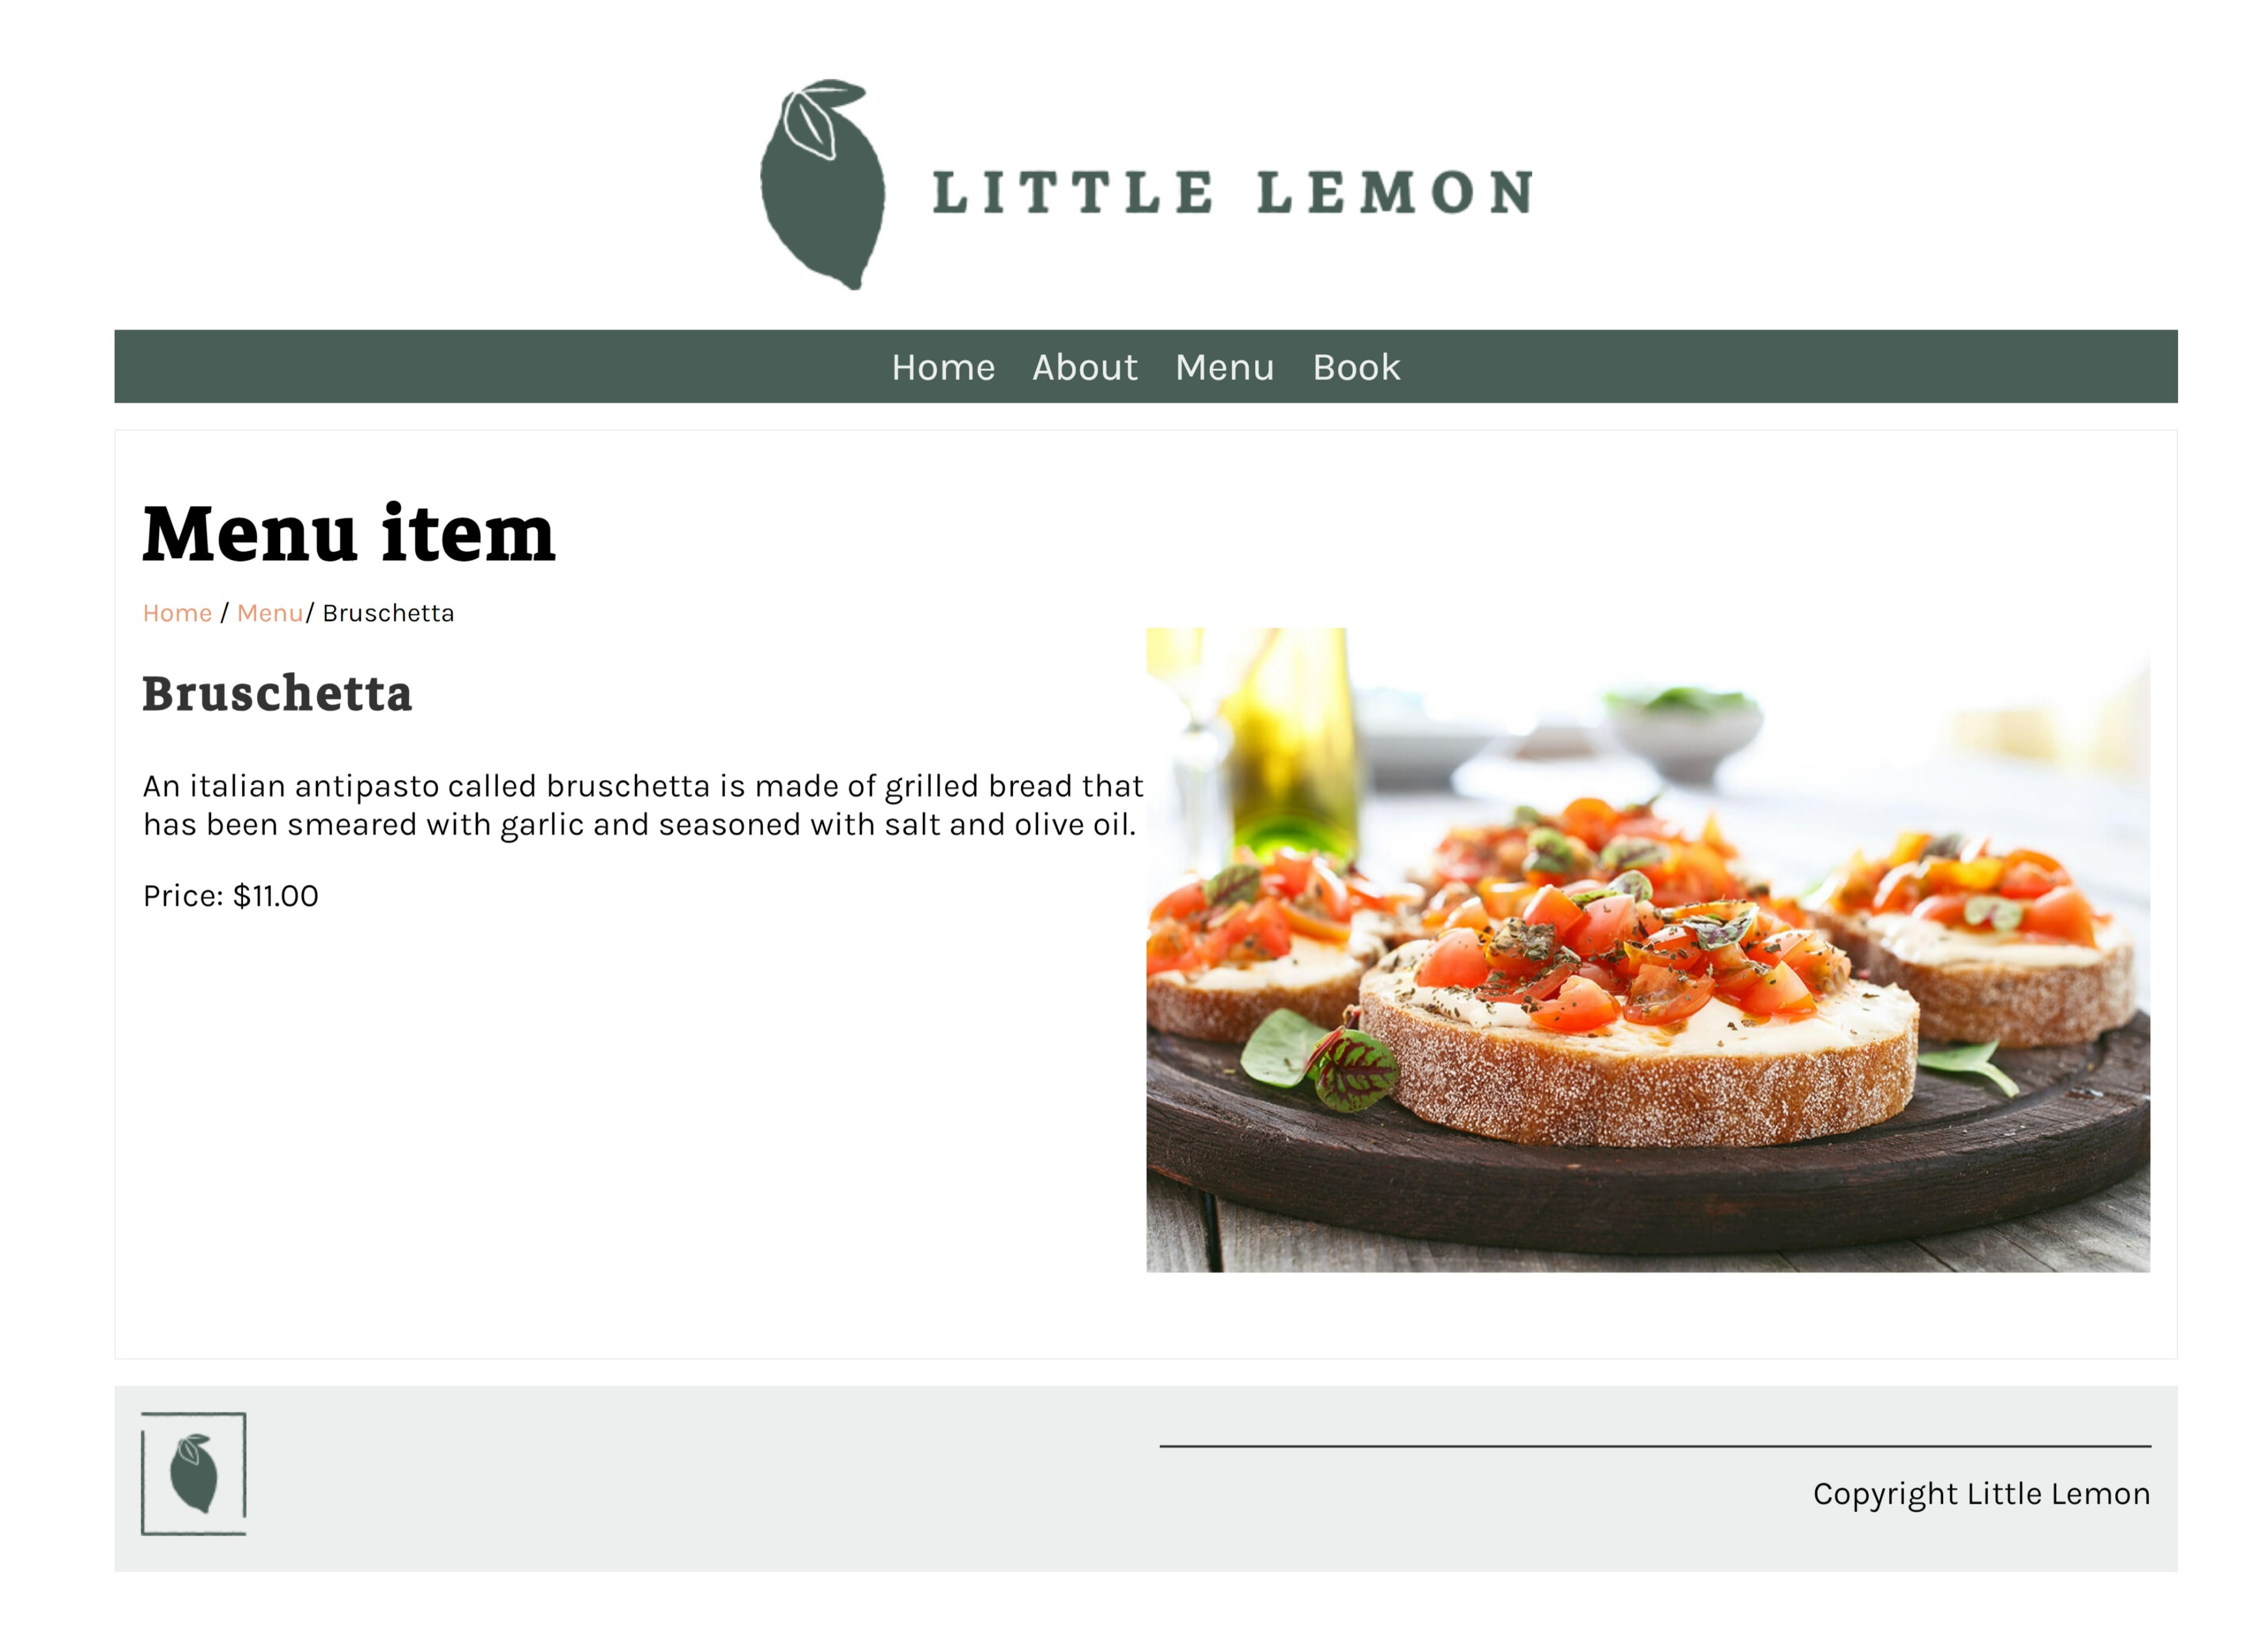 LITTLE LEMON
Home About Menu Book
Menu item
Home / Menu/ Bruschetta
Bruschetta
An italian antipasto called bruschetta is made of grilled bread that
has been smeared with garlic and seasoned with salt and olive oil.
Price: $11.00
Copyright Little Lemon